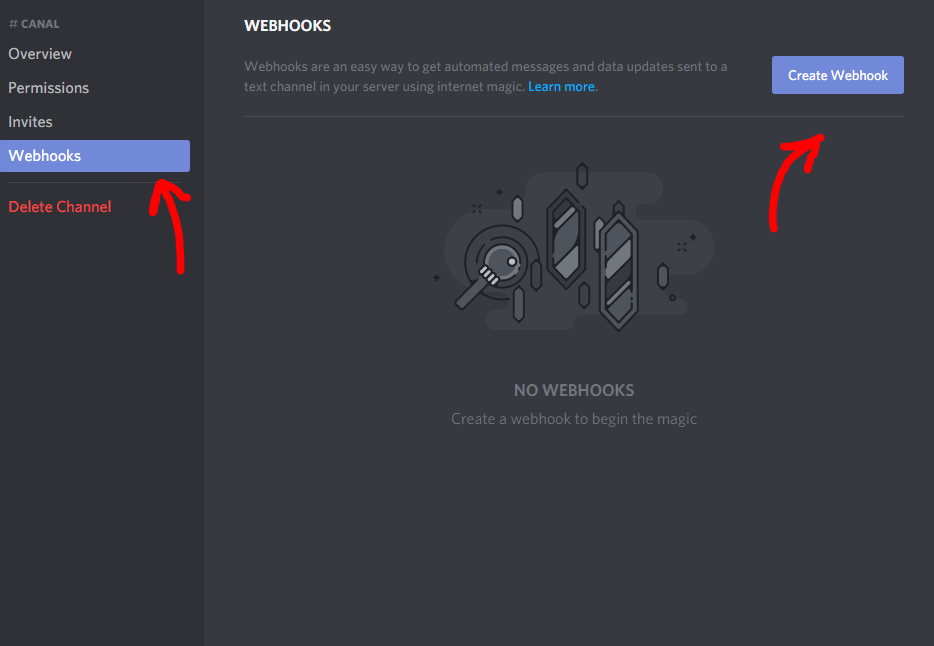 # CANAL
Overview
Permissions
Invites
Webhooks
Delete Channel
WEBHOOKS
Webhooks are an easy way to get automated messages and data updates sent to a
text channel in your server using internet magic. Learn more.
Create Webhook
NO WEBHOOKS
Create a webhook to begin the magic